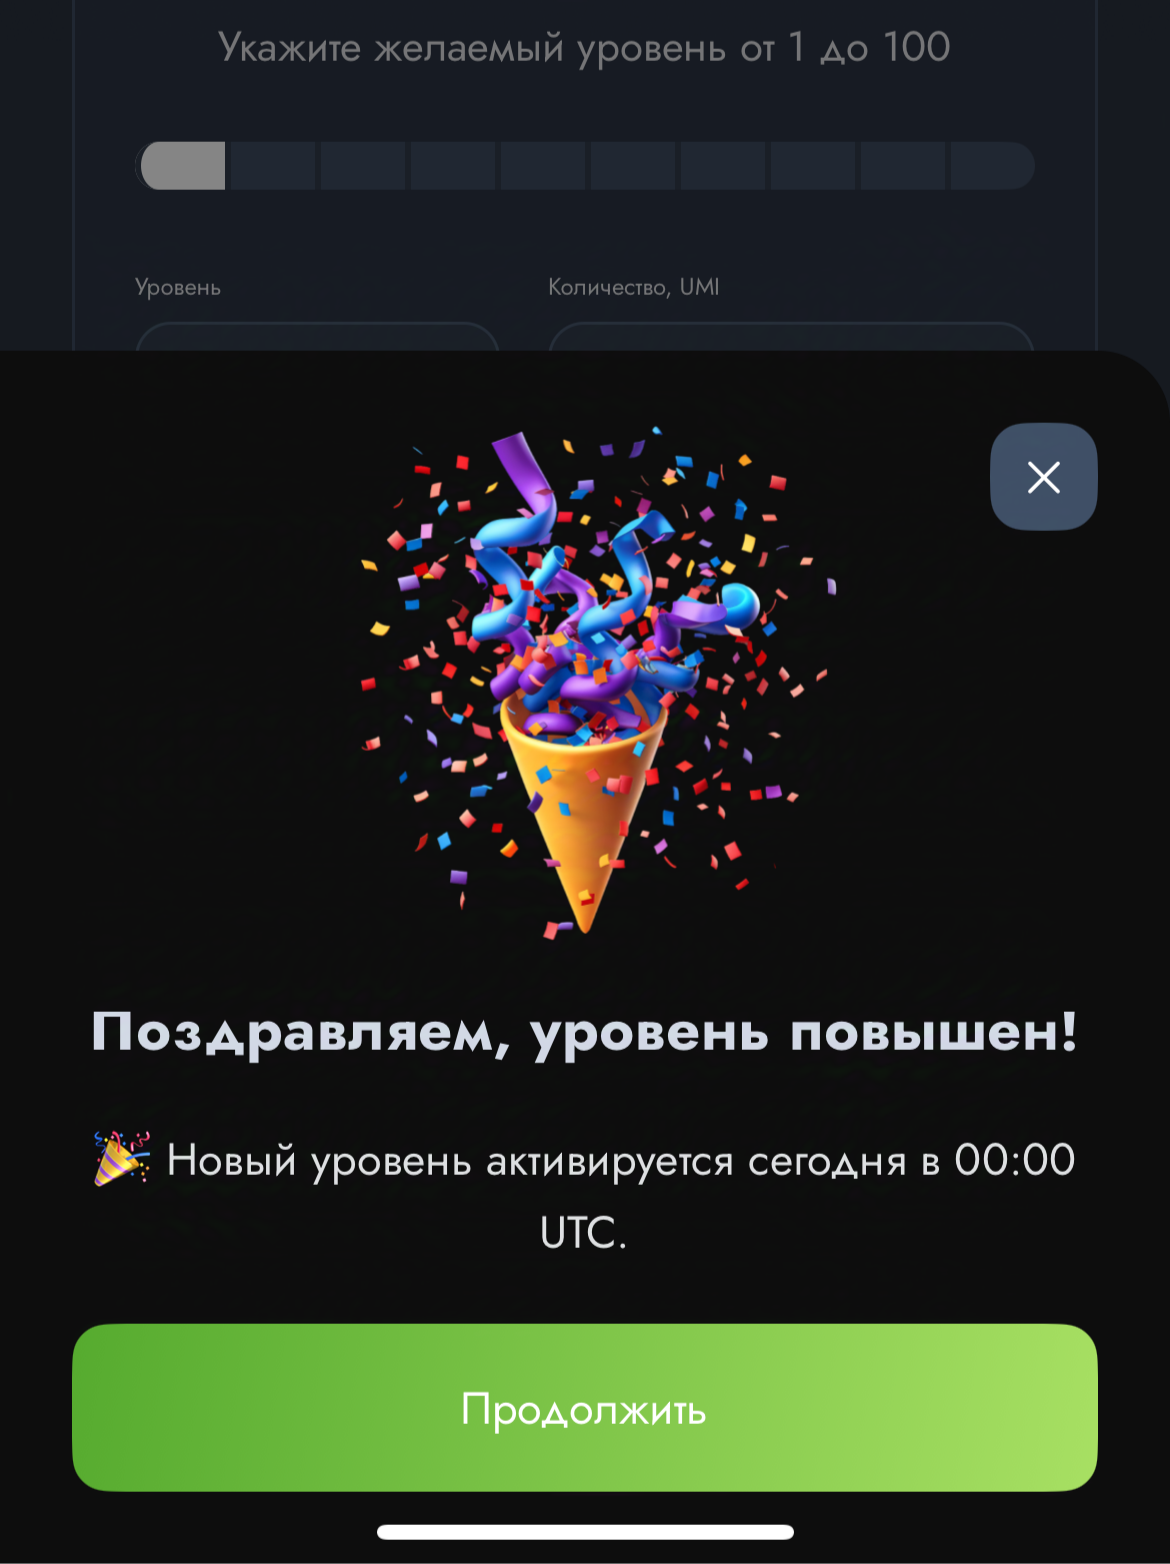 Укажите желаемый уровень от 1 до 100
Уровень
Количество, UMI
Поздравляем, уровень повышен!
🎉 Новый уровень активируется сегодня в 00:00
UTC.
Продолжить